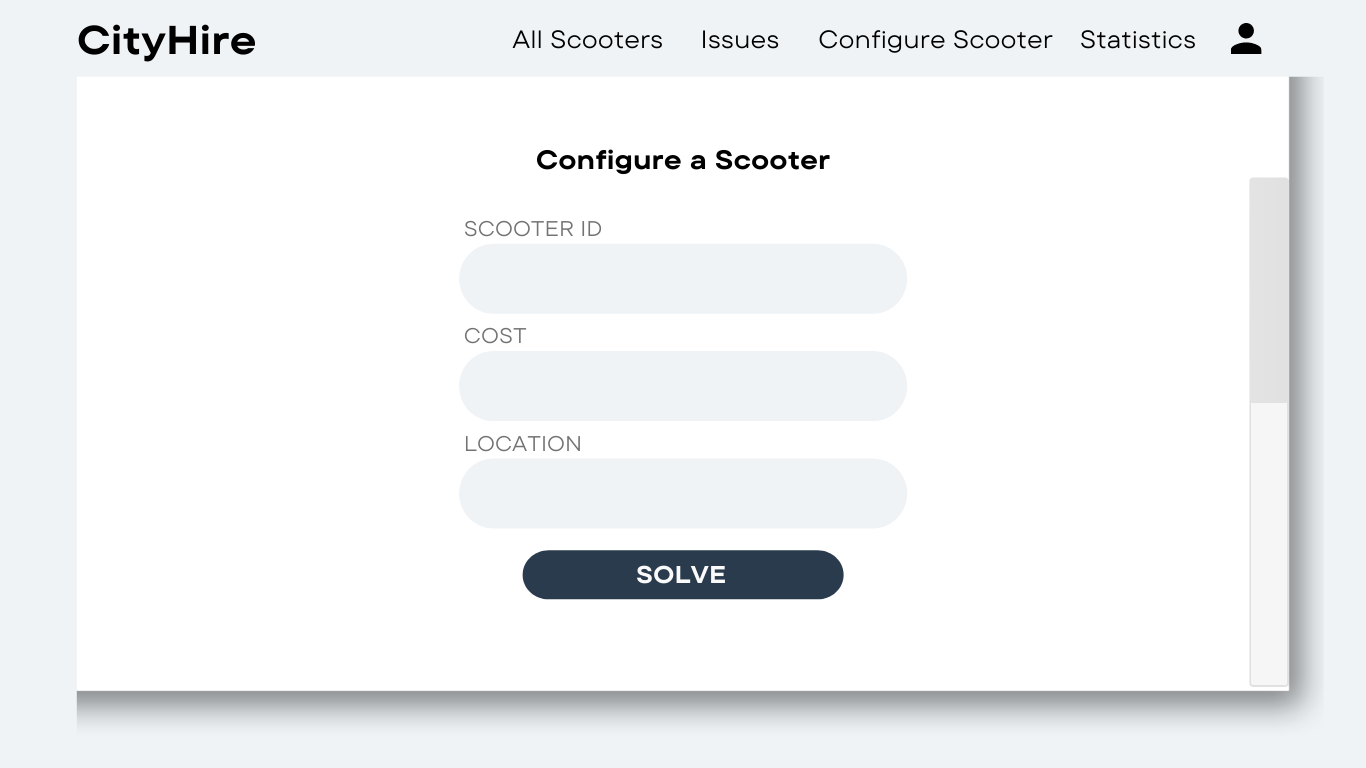 CityHire
All Scooters Issues Configure Scooter Statistics
Configure a Scooter
SCOOTER ID
COST
LOCATION
SOLVE